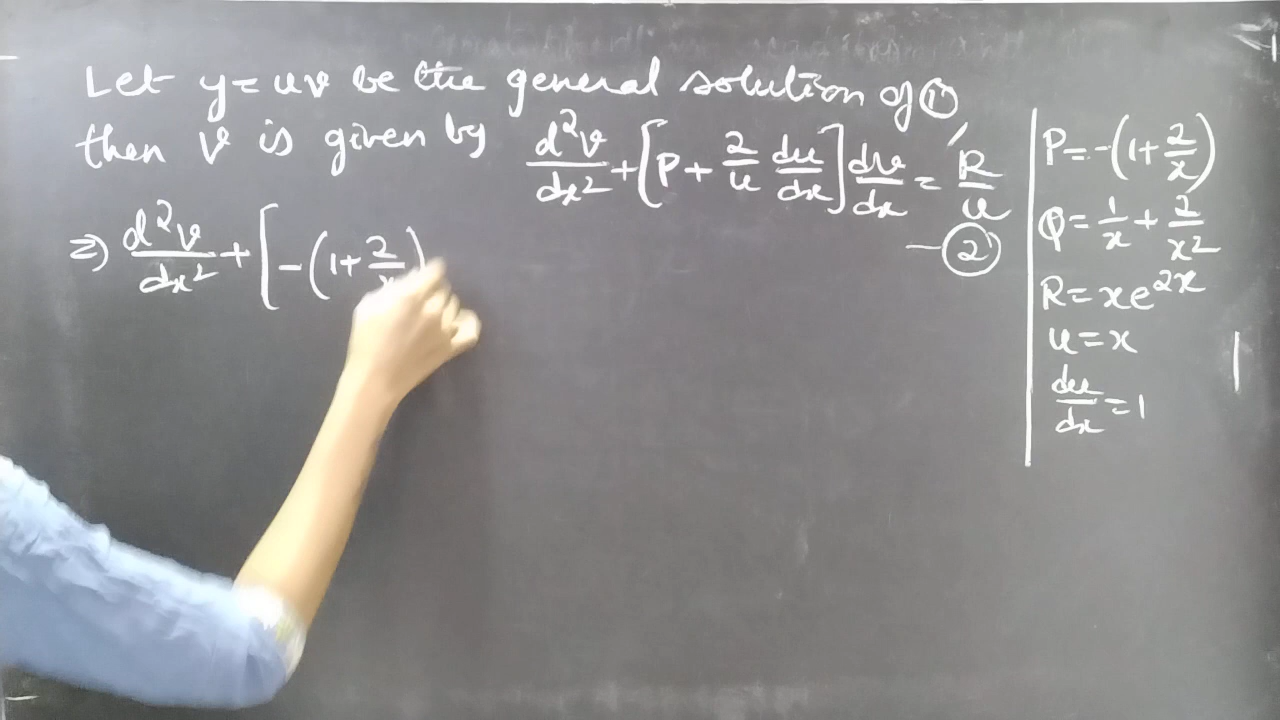 Let y = uv be the general solution of ①,
then v is given by d²v/dx² + [P + 2/u du/dx] dv/dx = R/u
— ②
⇒ d²v/dx² + [-(1+2/x)
P = -(1+2/x)
Q = 1/x + 2/x²
R = xe^{2x}
u = x
du/dx = 1